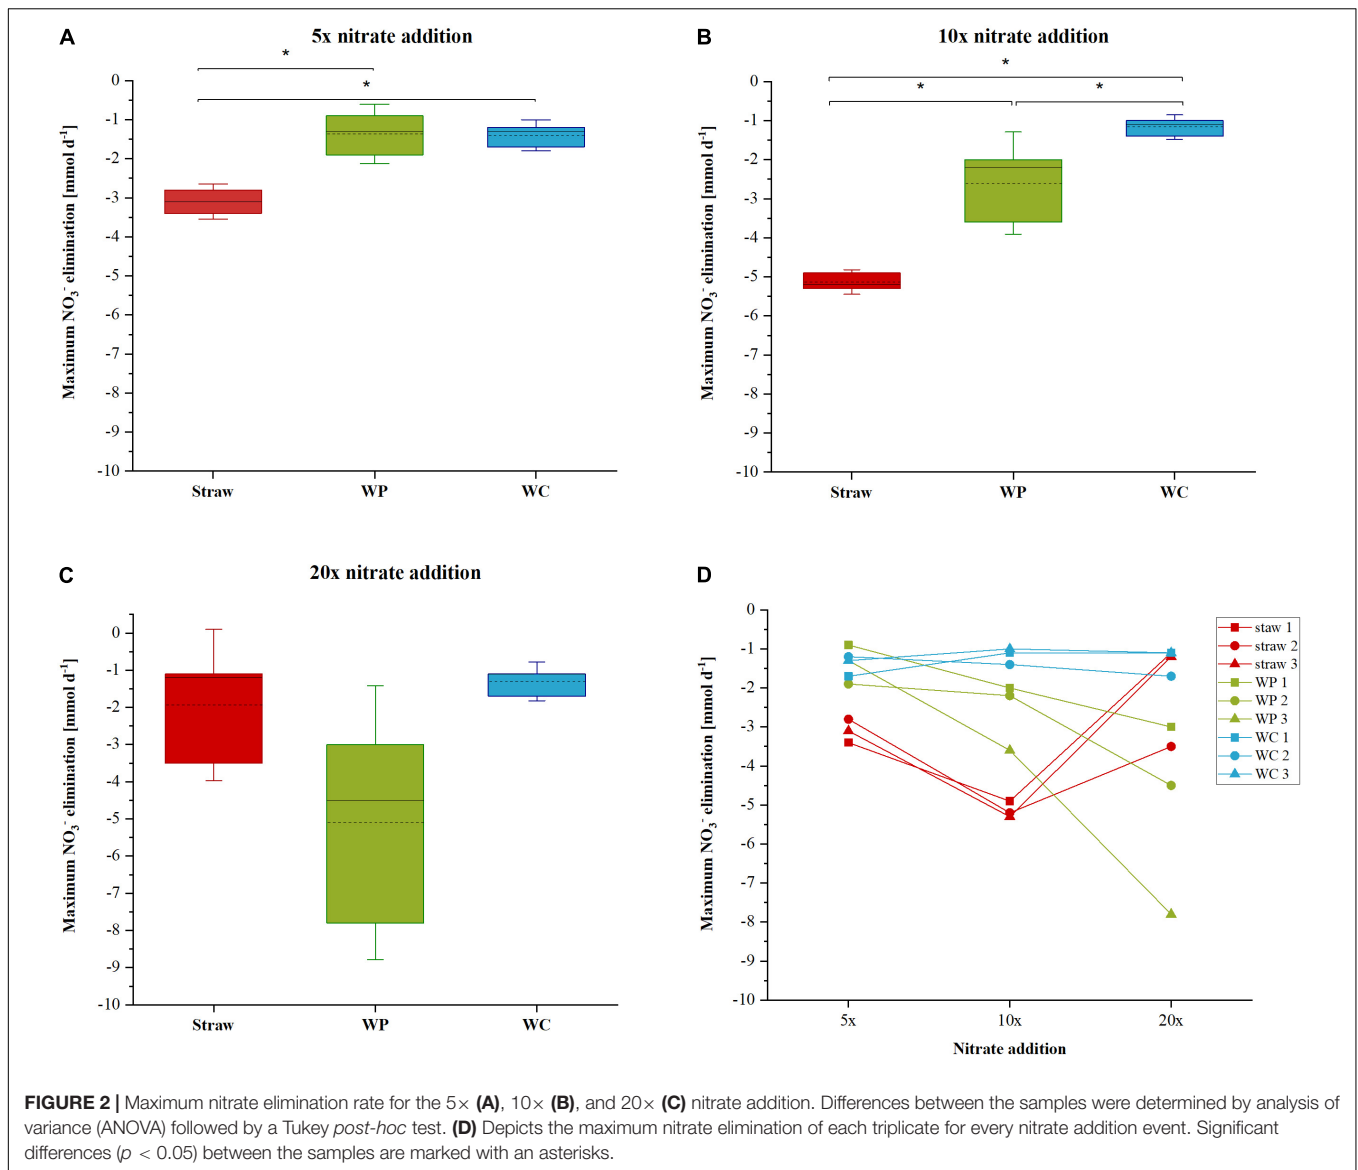 A
5x nitrate addition
*
*
Maximum NO3- elimination [mmol d-1]
0
-1
-2
-3
-4
-5
-6
-7
-8
-9
-10
Straw WP WC
B
10x nitrate addition
*
*
*
Maximum NO3- elimination [mmol d-1]
0
-1
-2
-3
-4
-5
-6
-7
-8
-9
-10
Straw WP WC
C
20x nitrate addition
Maximum NO3- elimination [mmol d-1]
0
-1
-2
-3
-4
-5
-6
-7
-8
-9
-10
Straw WP WC
D
Maximum NO3- elimination [mmol d-1]
0
-1
-2
-3
-4
-5
-6
-7
-8
-9
-10
5x 10x 20x
Nitrate addition
staw 1
straw 2
straw 3
WP 1
WP 2
WP 3
WC 1
WC 2
WC 3
FIGURE 2 | Maximum nitrate elimination rate for the 5× (A), 10× (B), and 20× (C) nitrate addition. Differences between the samples were determined by analysis of
variance (ANOVA) followed by a Tukey post-hoc test. (D) Depicts the maximum nitrate elimination of each triplicate for every nitrate addition event. Significant
differences (p < 0.05) between the samples are marked with an asterisks.